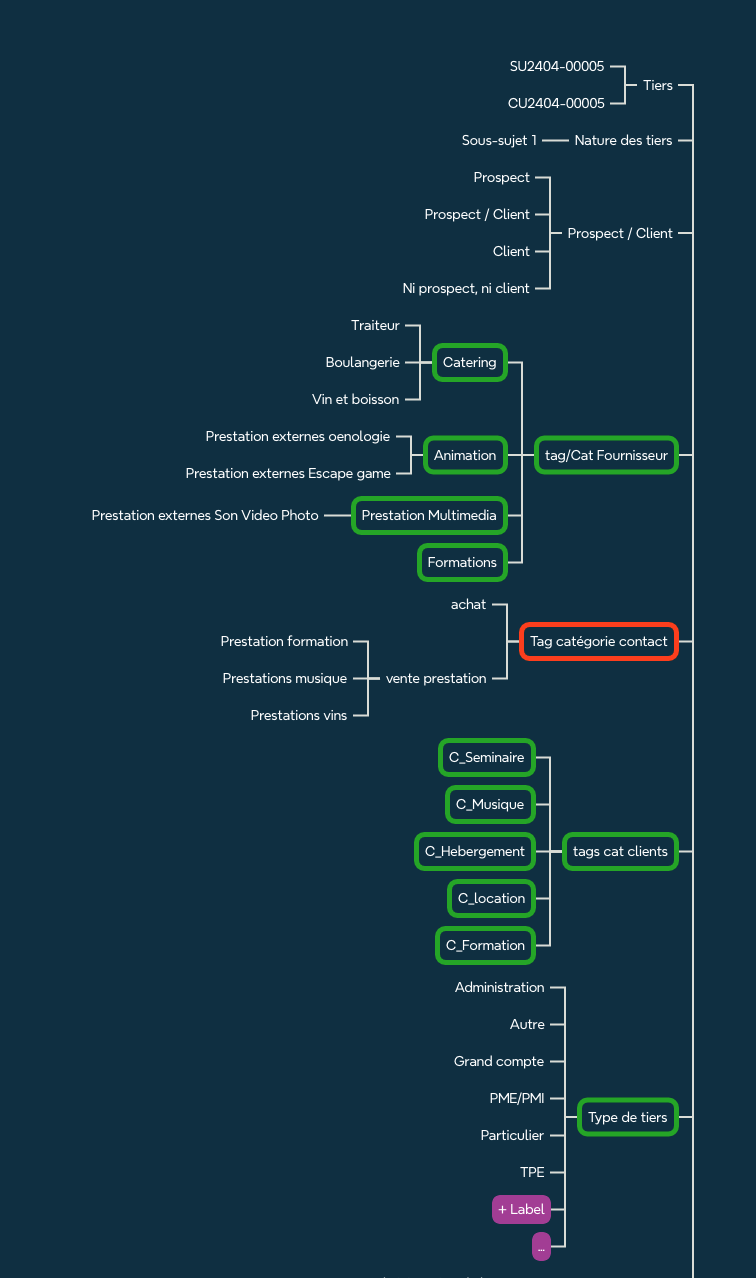 SU2404-00005
Tiers
CU2404-00005
Sous-sujet 1
Nature des tiers
Prospect
Prospect / Client
Client
Ni prospect, ni client
Prospect / Client
Traiteur
Boulangerie
Vin et boisson
Catering
Prestation externes oenologie
Prestation externes Escape game
Animation
tag/Cat Fournisseur
Prestation externes Son Video Photo
Prestation Multimedia
Formations
achat
Tag catégorie contact
Prestation formation
Prestations musique
Prestations vins
vente prestation
C_Seminaire
C_Musique
C_Hebergement
C_location
C_Formation
tags cat clients
Administration
Autre
Grand compte
PME/PMI
Particulier
TPE
+ Label
...
Type de tiers